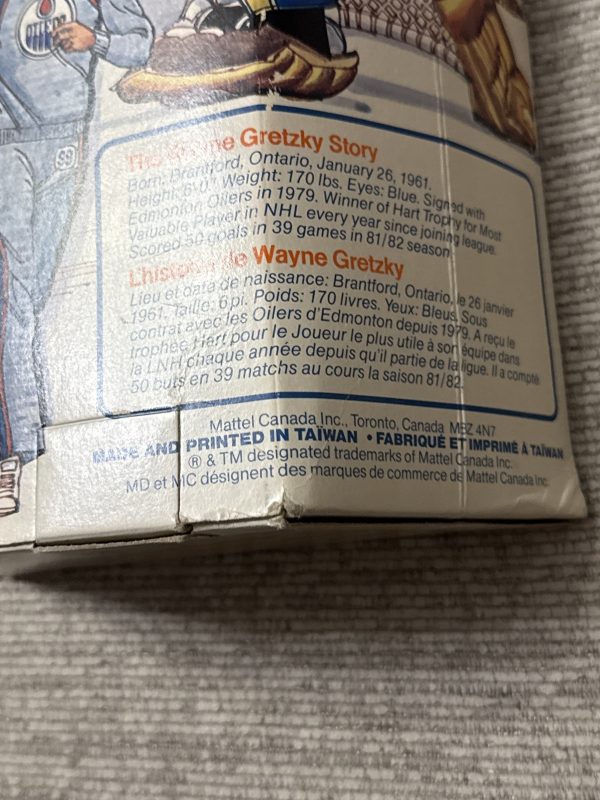 OILERS
99
The Wayne Gretzky Story
Born: Brantford, Ontario, January 26, 1961.
Height: 6'0" Weight: 170 lbs. Eyes: Blue. Signed with
Edmonton Oilers in 1979. Winner of Hart Trophy for Most
Valuable Player in NHL every year since joining league.
Scored 50 goals in 39 games in 81/82 season.
L'histoire de Wayne Gretzky
Lieu et data de naissance: Brantford, Ontario, le 26 janvier
1961. Taille: 6 pi. Poids: 170 livres. Yeux: Bleus. Sous
contrat avec les Oilers d'Edmonton depuis 1979. A reçu le
trophée Hart pour le Joueur le plus utile à son équipe dans
la LNH chaque année depuis qu'il partie de la ligue. Il a compté
50 buts en 39 matchs au cours la saison 81/82.
Mattel Canada Inc., Toronto, Canada M8Z 4N7
MADE AND PRINTED IN TAÏWAN • FABRIQUÉ ET IMPRIMÉ À TAÏWAN
® & TM designated trademarks of Mattel Canada Inc.
MD et MC désignent des marques de commerce de Mattel Canada Inc.